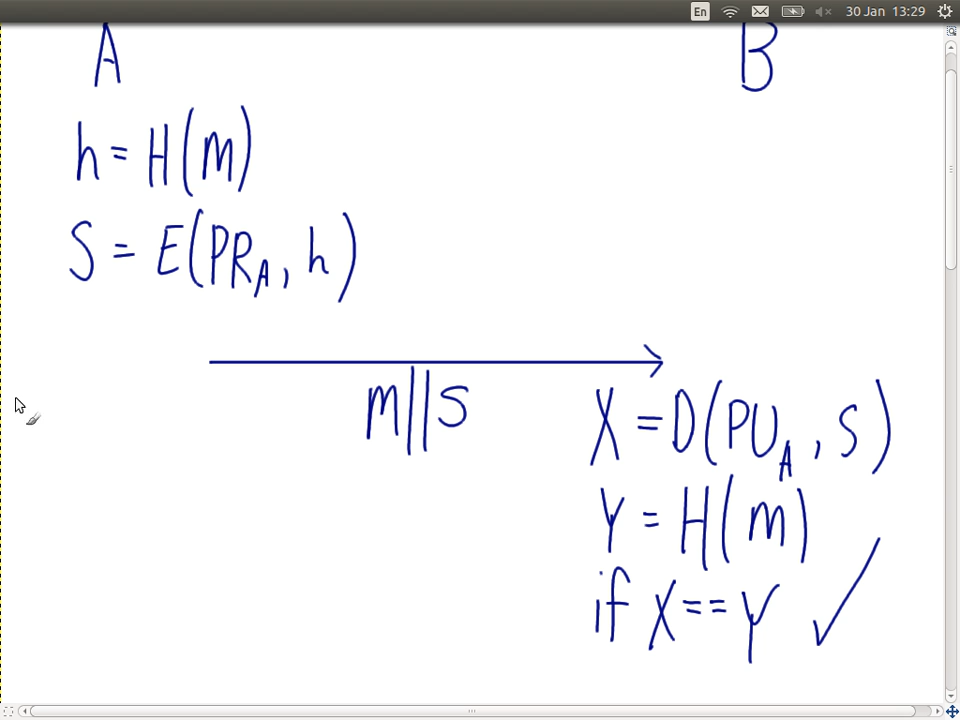 En 30 Jan 13:29
A B
h = H(m)
S = E(PR_A, h)
m||S
X = D(PU_A, S)
Y = H(m)
if X == Y ✓